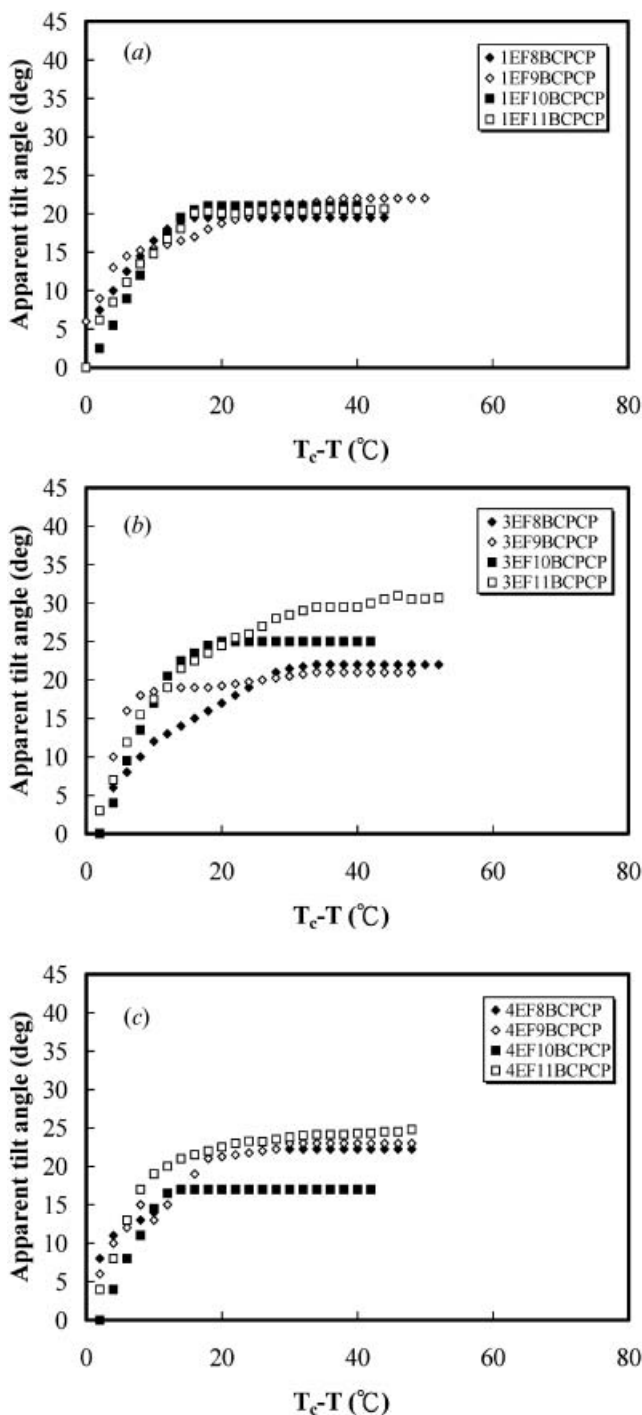 45
40
35
30
25
20
15
10
5
0
Apparent tilt angle (deg)
(a)
1EF8BCPCP
1EF9BCPCP
1EF10BCPCP
1EF11BCPCP
0 20 40 60 80
Tc-T (℃)
45
40
35
30
25
20
15
10
5
0
Apparent tilt angle (deg)
(b)
3EF8BCPCP
3EF9BCPCP
3EF10BCPCP
3EF11BCPCP
0 20 40 60 80
Tc-T (℃)
45
40
35
30
25
20
15
10
5
0
Apparent tilt angle (deg)
(c)
4EF8BCPCP
4EF9BCPCP
4EF10BCPCP
4EF11BCPCP
0 20 40 60 80
Tc-T (℃)